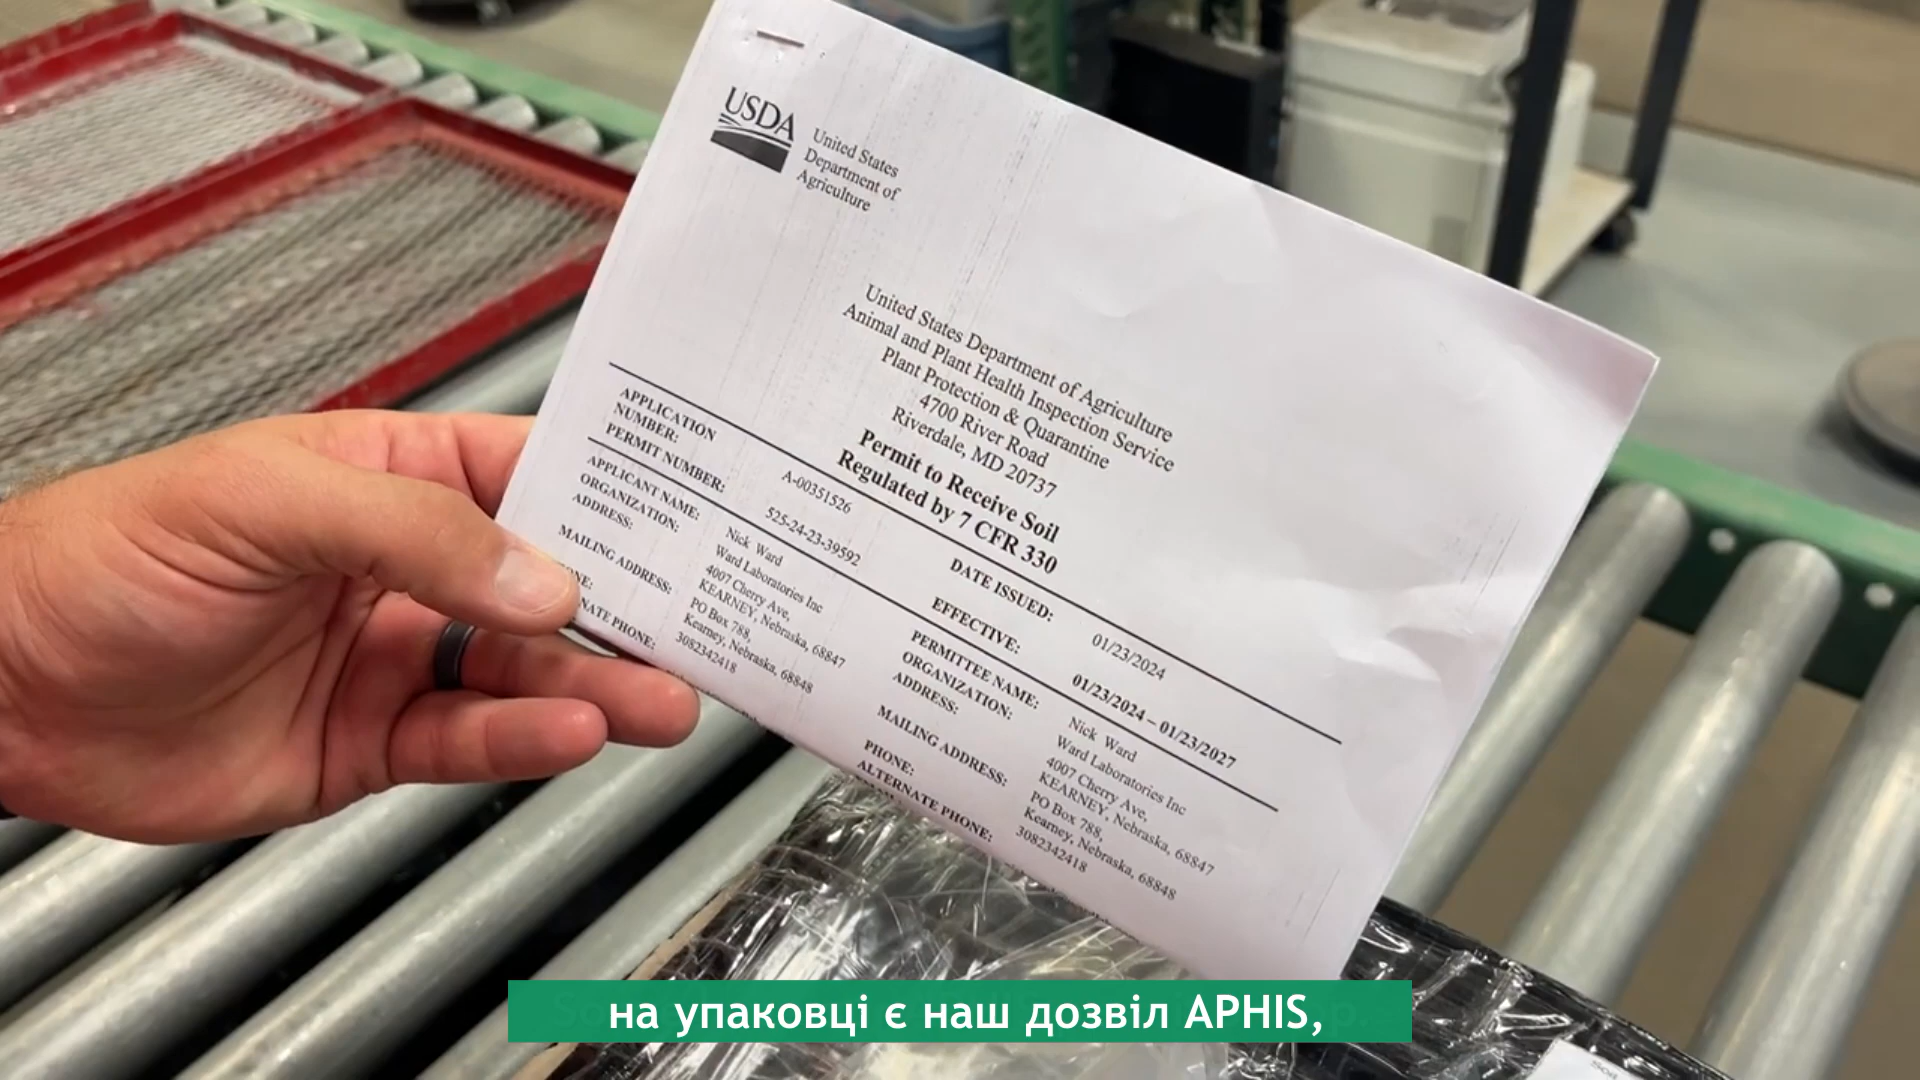 USDA
United States
Department of
Agriculture
United States Department of Agriculture
Animal and Plant Health Inspection Service
Plant Protection & Quarantine
4700 River Road
Riverdale, MD 20737
Permit to Receive Soil
Regulated by 7 CFR 330
APPLICATION
NUMBER:
A-00351526
PERMIT NUMBER:
525-24-23-39592
DATE ISSUED:
01/23/2024
EFFECTIVE:
01/23/2024 – 01/23/2027
APPLICANT NAME:
Nick Ward
ORGANIZATION:
Ward Laboratories Inc
ADDRESS:
4007 Cherry Ave,
KEARNEY, Nebraska, 68847
MAILING ADDRESS:
PO Box 788,
Kearney, Nebraska, 68848
3082342418
PERMITTEE NAME:
Nick Ward
ORGANIZATION:
Ward Laboratories Inc
ADDRESS:
4007 Cherry Ave,
KEARNEY, Nebraska, 68847
MAILING ADDRESS:
PO Box 788,
Kearney, Nebraska, 68848
PHONE:
3082342418
ALTERNATE PHONE:
на упаковці є наш дозвіл APHIS,